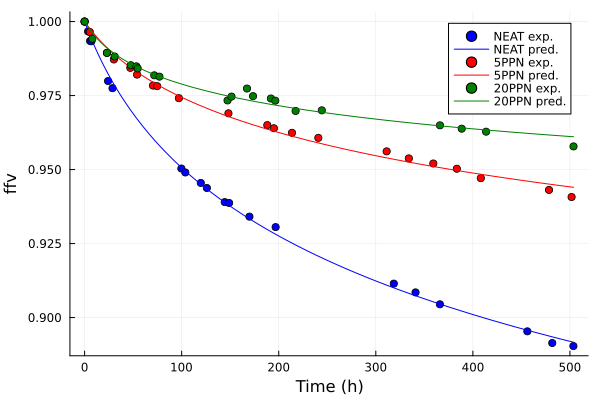 1.000
0.975
0.950
0.925
0.900
ffv
0
100
200
300
400
500
Time (h)
NEAT exp.
NEAT pred.
5PPN exp.
5PPN pred.
20PPN exp.
20PPN pred.